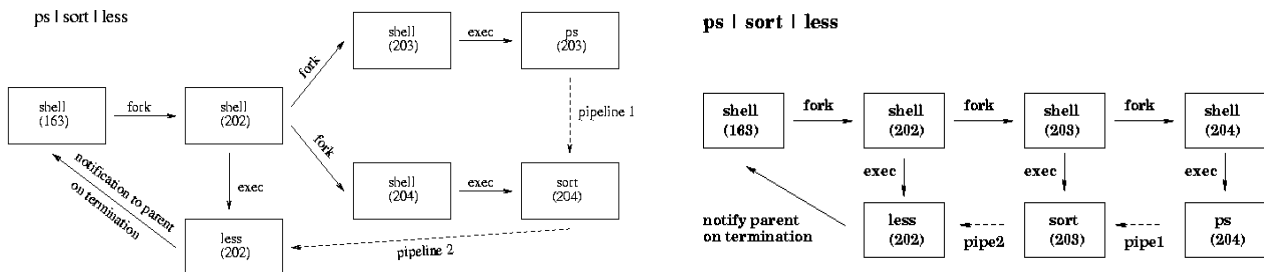 ps | sort | less
shell
(203)
exec
ps
(203)
fork
shell
(163)
fork
shell
(202)
pipeline 1
fork
exec
shell
(204)
exec
sort
(204)
notification to parent
on termination
less
(202)
pipeline 2
ps | sort | less
shell
(163)
fork
shell
(202)
fork
shell
(203)
fork
shell
(204)
exec
exec
exec
notify parent
on termination
less
(202)
pipe2
sort
(203)
pipe1
ps
(204)